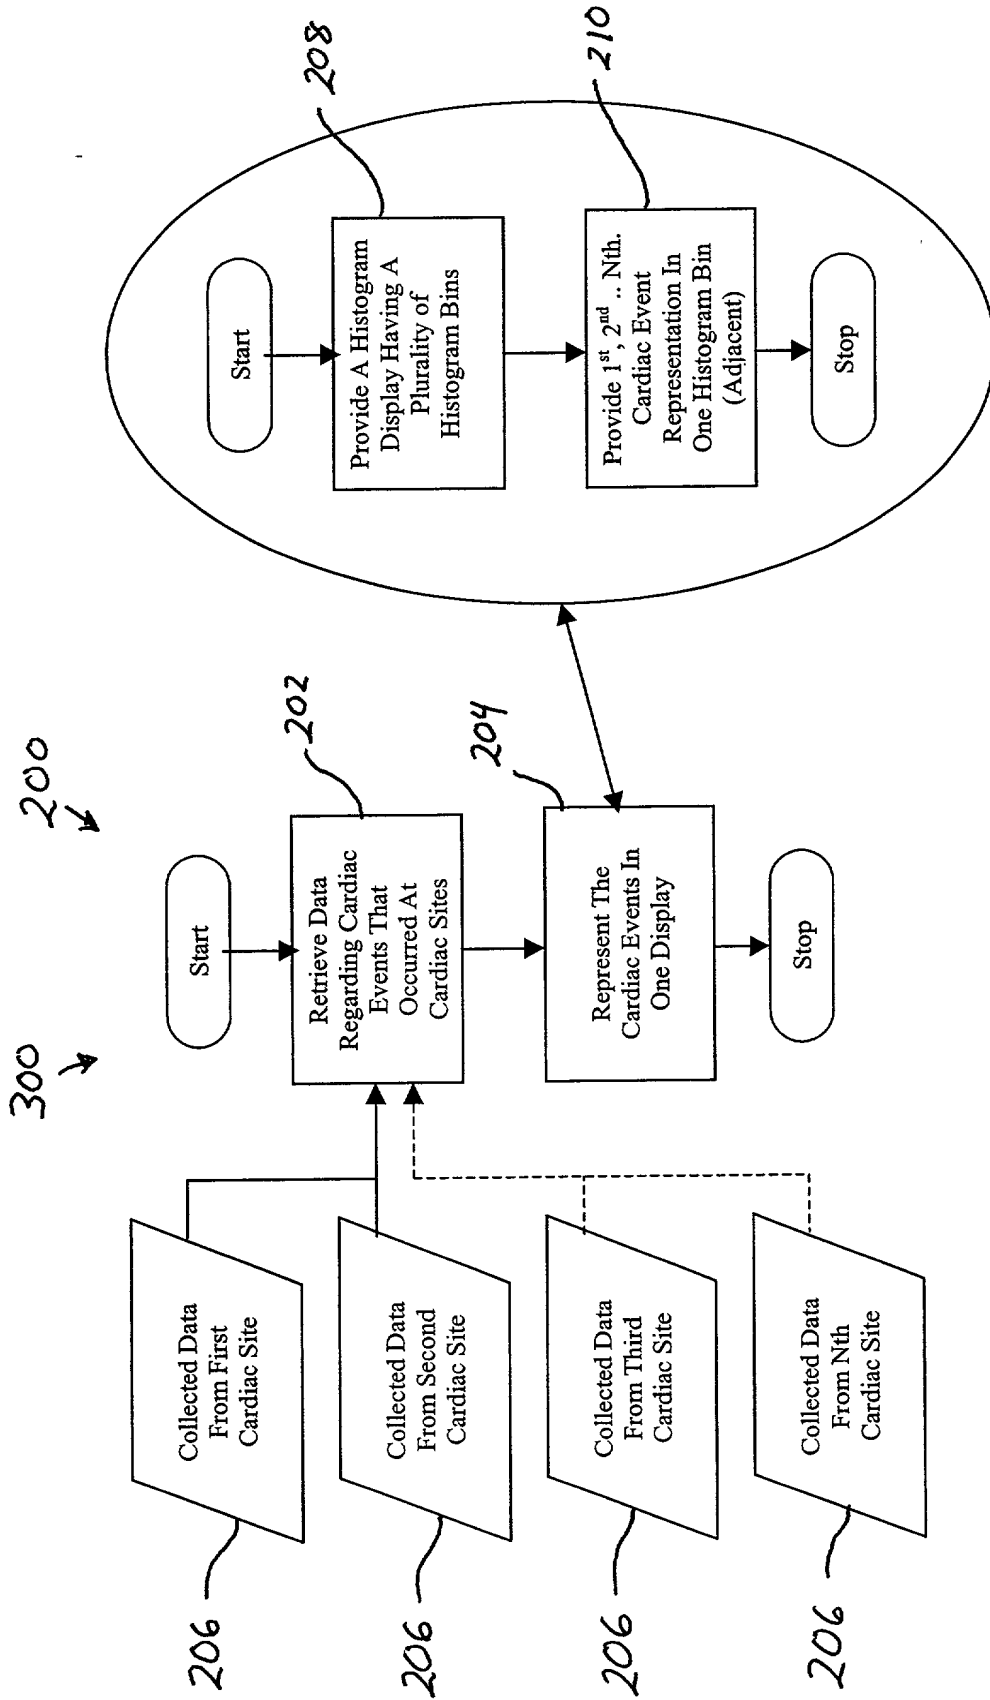 300
200
206
Collected Data
From First
Cardiac Site
206
Collected Data
From Second
Cardiac Site
206
Collected Data
From Third
Cardiac Site
206
Collected Data
From Nth
Cardiac Site
Start
202
Retrieve Data
Regarding Cardiac
Events That
Occurred At
Cardiac Sites
204
Represent The
Cardiac Events In
One Display
Stop
Start
208
Provide A Histogram
Display Having A
Plurality of
Histogram Bins
210
Provide 1st, 2nd .. Nth.
Cardiac Event
Representation In
One Histogram Bin
(Adjacent)
Stop